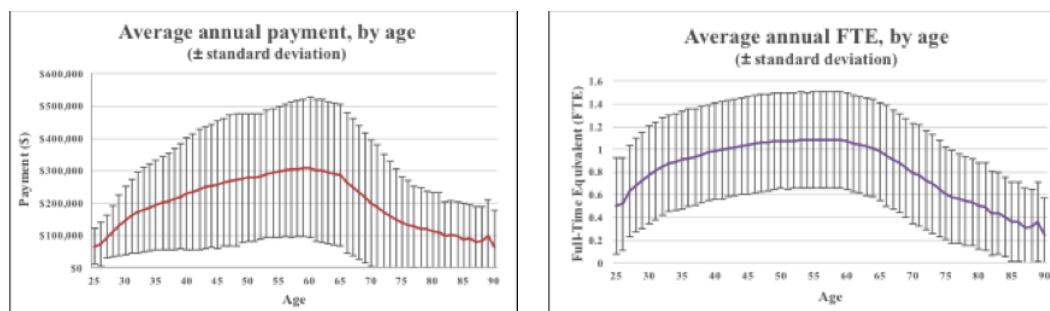 Average annual payment, by age
(± standard deviation)
$600,000
$500,000
$400,000
$300,000
$200,000
$100,000
$0
Payment ($)
25 30 35 40 45 50 55 60 65 70 75 80 85 90
Age
Average annual FTE, by age
(± standard deviation)
1.6
1.4
1.2
1
0.8
0.6
0.4
0.2
0
Full-Time Equivalent (FTE)
25 30 35 40 45 50 55 60 65 70 75 80 85 90
Age